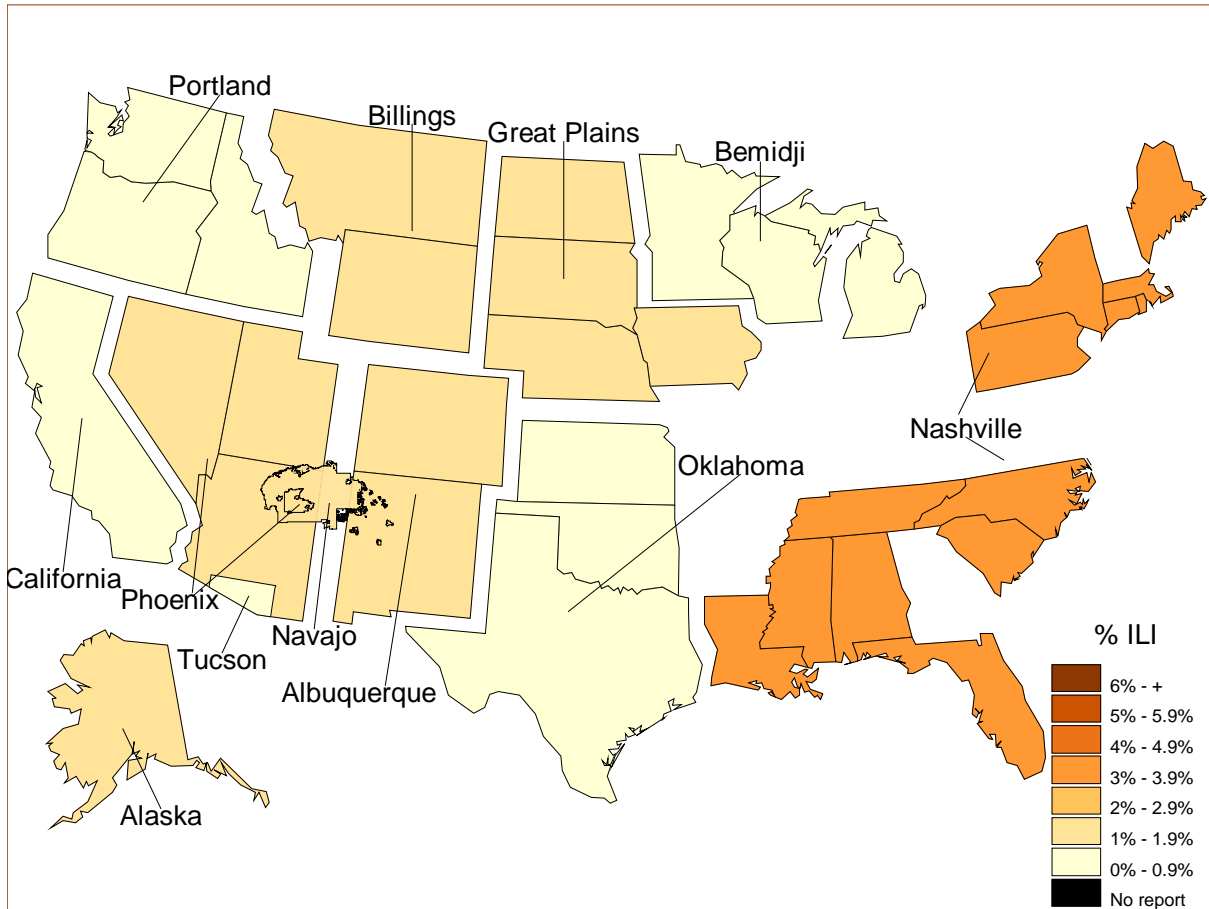 Portland
Billings
Great Plains
Bemidji
Nashville
Oklahoma
California
Phoenix
Navajo
Tucson
Albuquerque
Alaska
% ILI
6% - +
5% - 5.9%
4% - 4.9%
3% - 3.9%
2% - 2.9%
1% - 1.9%
0% - 0.9%
No report